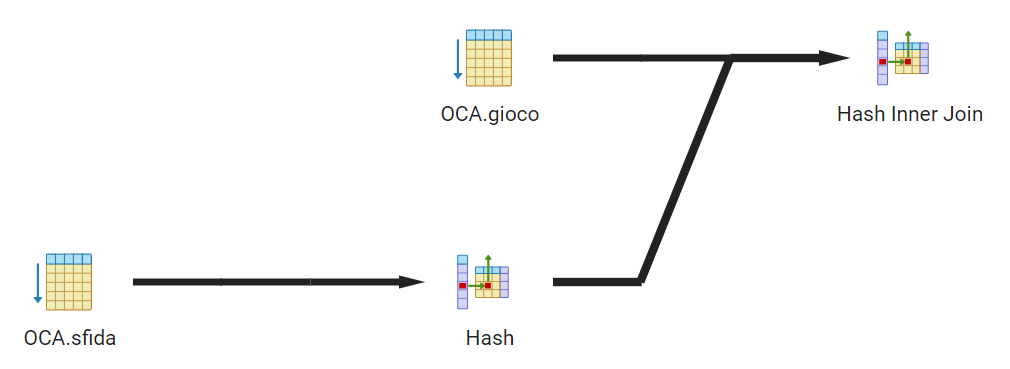 OCA.gioco
Hash Inner Join
OCA.sfida
Hash